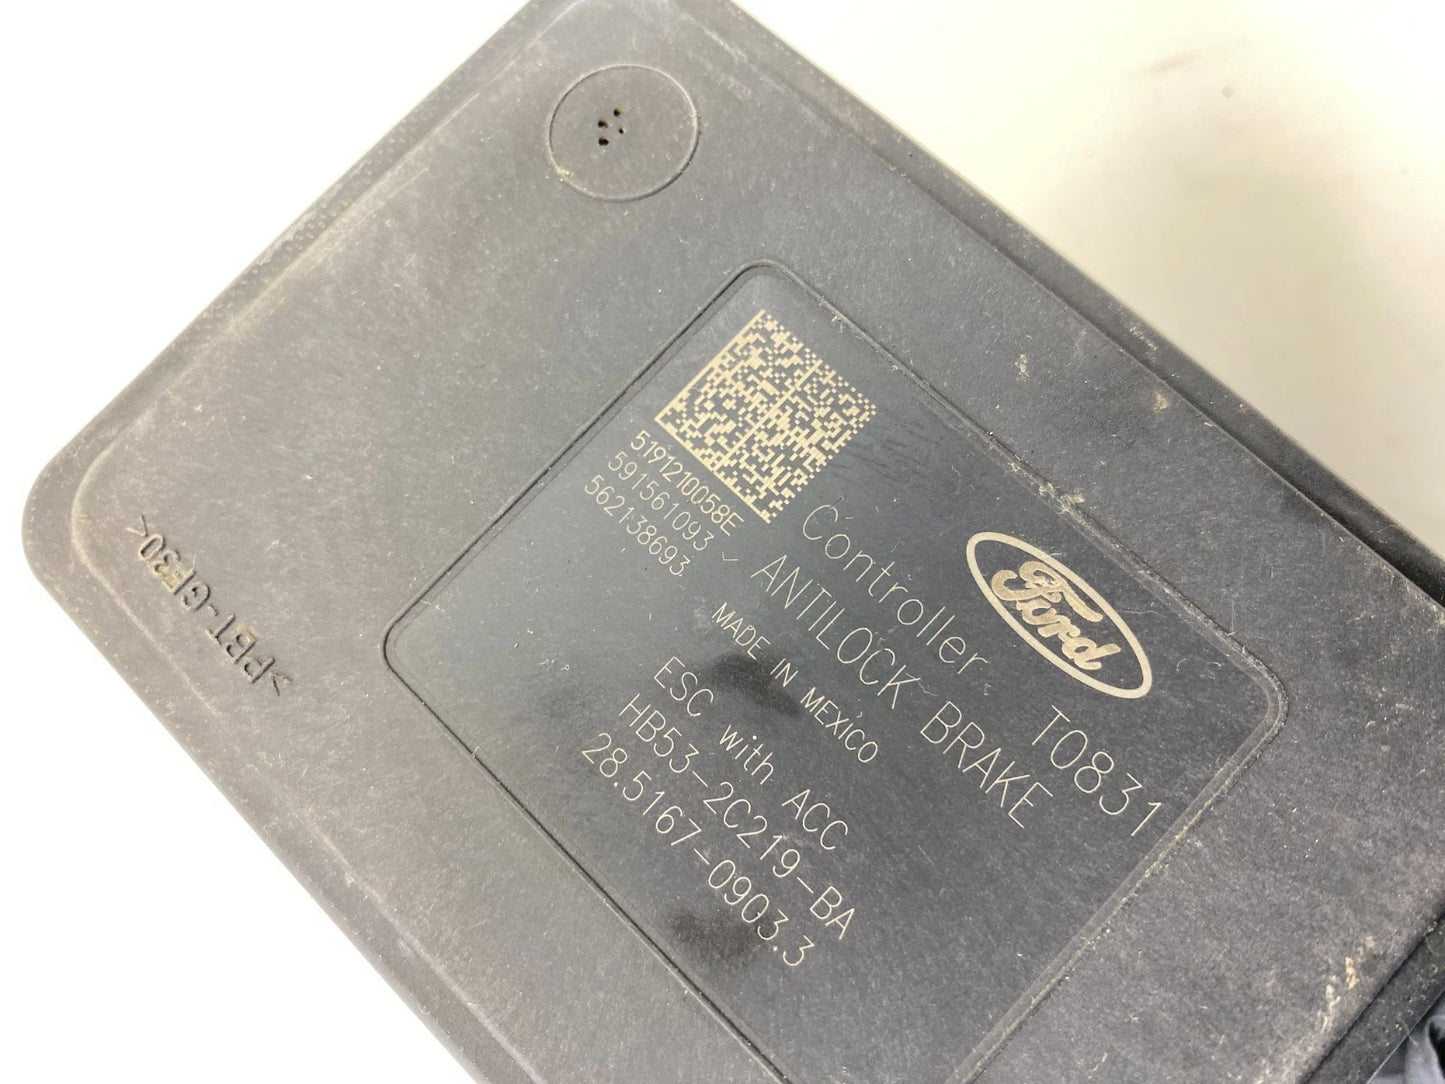 5191210058E
591561093
562138693
Ford
Controller T0831
ANTILOCK BRAKE
MADE IN MEXICO
ESC with ACC
HB53-2C219-BA
28.5167-0903.3
>PBT-GF30<